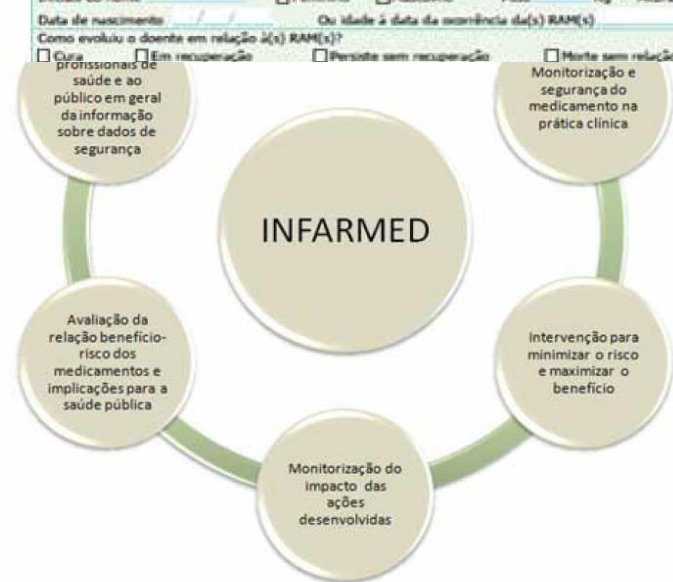 Data de nascimento / / Ou idade à data da ocorrência da(s) RAM(s)
Como evoluiu o doente em relação à(s) RAM(s)?
Cura Em recuperação Persiste sem recuperação Morte sem relação
profissionais de
saúde e ao
público em geral
da informação
sobre dados de
segurança
Monitorização e
segurança do
medicamento na
prática clínica
INFARMED
Avaliação da
relação benefício-
risco dos
medicamentos e
implicações para a
saúde pública
Intervenção para
minimizar o risco
e maximizar o
benefício
Monitorização do
impacto das
ações
desenvolvidas